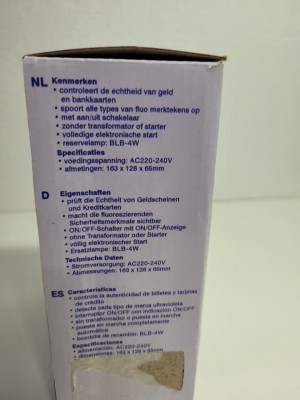 NL Kenmerken
• controleert de echtheid van geld
en bankkaarten
• spoort alle types van fluo merktekens op
• met aan/uit schakelaar
• zonder transformator of starter
• volledige elektronische start
• reservelamp: BLB-4W
Specificaties
• voedingsspanning: AC220-240V
• afmetingen: 163 x 128 x 65mm
D Eigenschaften
• prüft die Echtheit von Geldscheinen
und Kreditkarten
• macht die fluoreszierenden
Sicherheitsmerkmale sichtbar
• ON/OFF-Schalter mit ON/OFF-Anzeige
• ohne Transformator oder Starter
• völlig elektronischer Start
• Ersatzlampe: BLB-4W
Technische Daten
• Stromversorgung: AC220-240V
• Abmessungen: 163 x 128 x 65mm
ES Características
• controla la autenticidad de billetes y tarjetas
de crédito
• detecta cada tipo de marca ultravioleta
• interruptor ON/OFF con indicación ON/OFF
• sin transformador o puesta en marcha
• puesta en marcha completamente
automática
• bombilla de recambio: BLB-4W
Especificaciones
• alimentación: AC220-240V
• dimensiones: 163 x 128 x 65mm